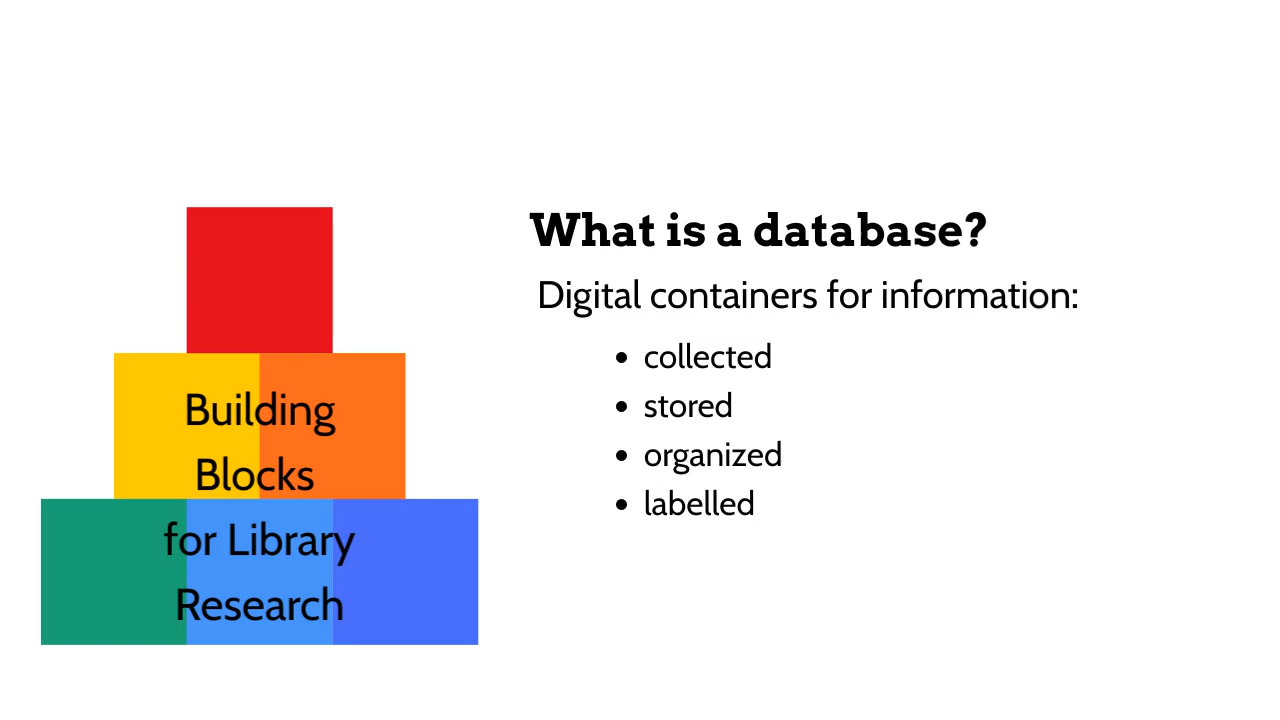 Building
Blocks
for Library
Research
What is a database?
Digital containers for information:
• collected
• stored
• organized
• labelled